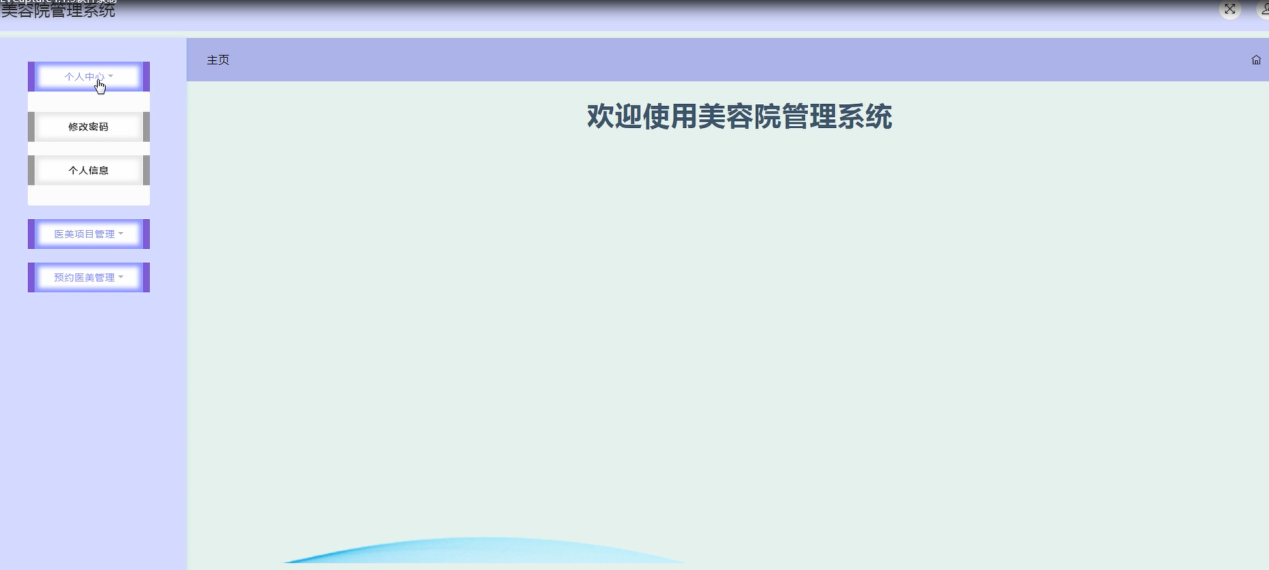 美容院管理系统
主页
个人中心
修改密码
个人信息
医美项目管理
预约医美管理
欢迎使用美容院管理系统